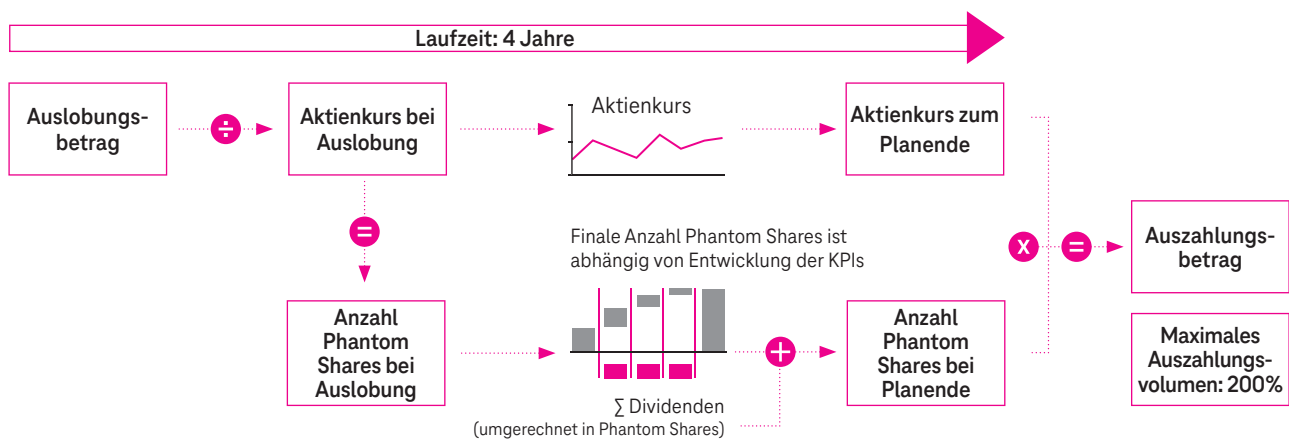 Laufzeit: 4 Jahre
Auslobungs-
betrag
÷
Aktienkurs bei
Auslobung
Aktienkurs
Aktienkurs zum
Planende
=
Finale Anzahl Phantom Shares ist
abhängig von Entwicklung der KPIs
x
=
Auszahlungs-
betrag
Anzahl
Phantom
Shares bei
Auslobung
+
Anzahl
Phantom
Shares bei
Planende
Maximales
Auszahlungs-
volumen: 200%
∑ Dividenden
(umgerechnet in Phantom Shares)